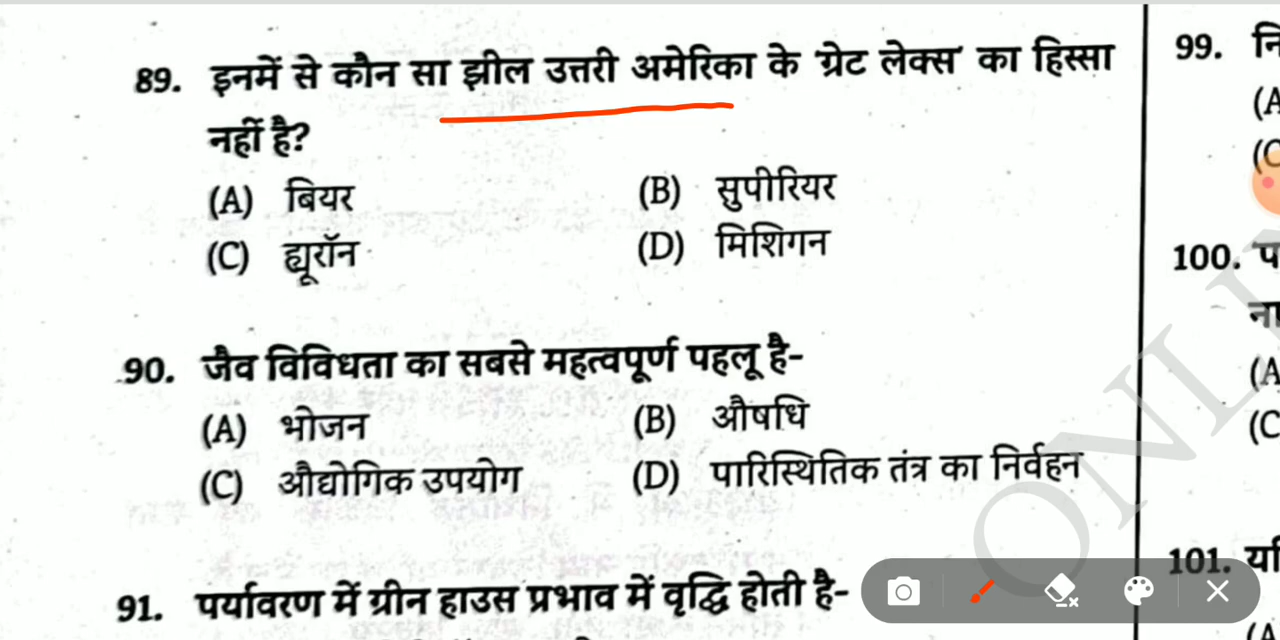 89. इनमें से कौन सा झील उत्तरी अमेरिका के 'ग्रेट लेक्स' का हिस्सा
नहीं है?
(A) बियर
(B) सुपीरियर
(C) ह्यूरॉन
(D) मिशिगन
90. जैव विविधता का सबसे महत्वपूर्ण पहलू है-
(A) भोजन
(B) औषधि
(C) औद्योगिक उपयोग
(D) पारिस्थितिक तंत्र का निर्वहन
91. पर्यावरण में ग्रीन हाउस प्रभाव में वृद्धि होती है-
99. नि
(A
(C
100. प
(A
(C
101. यि
(A